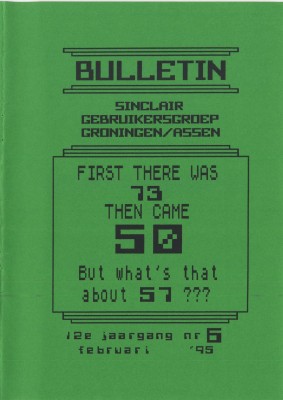 BULLETIN
SINCLAIR
GEBRUIKERSGROEP
GRONINGEN/ASSEN
FIRST THERE WAS
73
THEN CAME
50
But what's that
about 57 ???
12e jaargang nr 6
februari '95